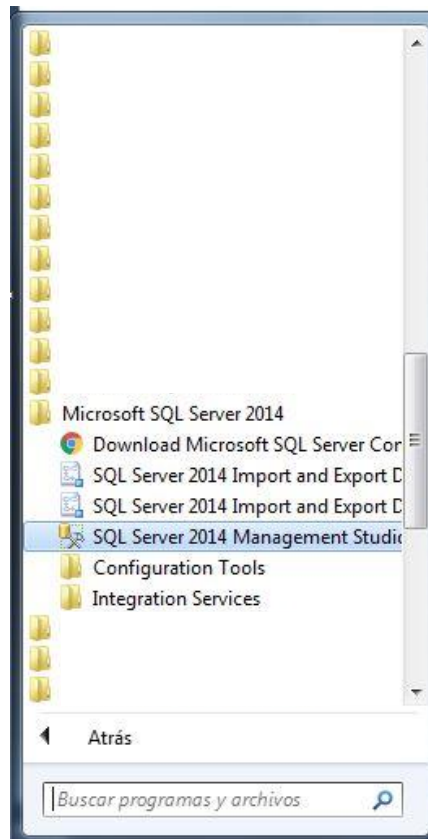 Microsoft SQL Server 2014
Download Microsoft SQL Server Cor
SQL Server 2014 Import and Export D
SQL Server 2014 Import and Export D
SQL Server 2014 Management Studio
Configuration Tools
Integration Services
Atrás
Buscar programas y archivos